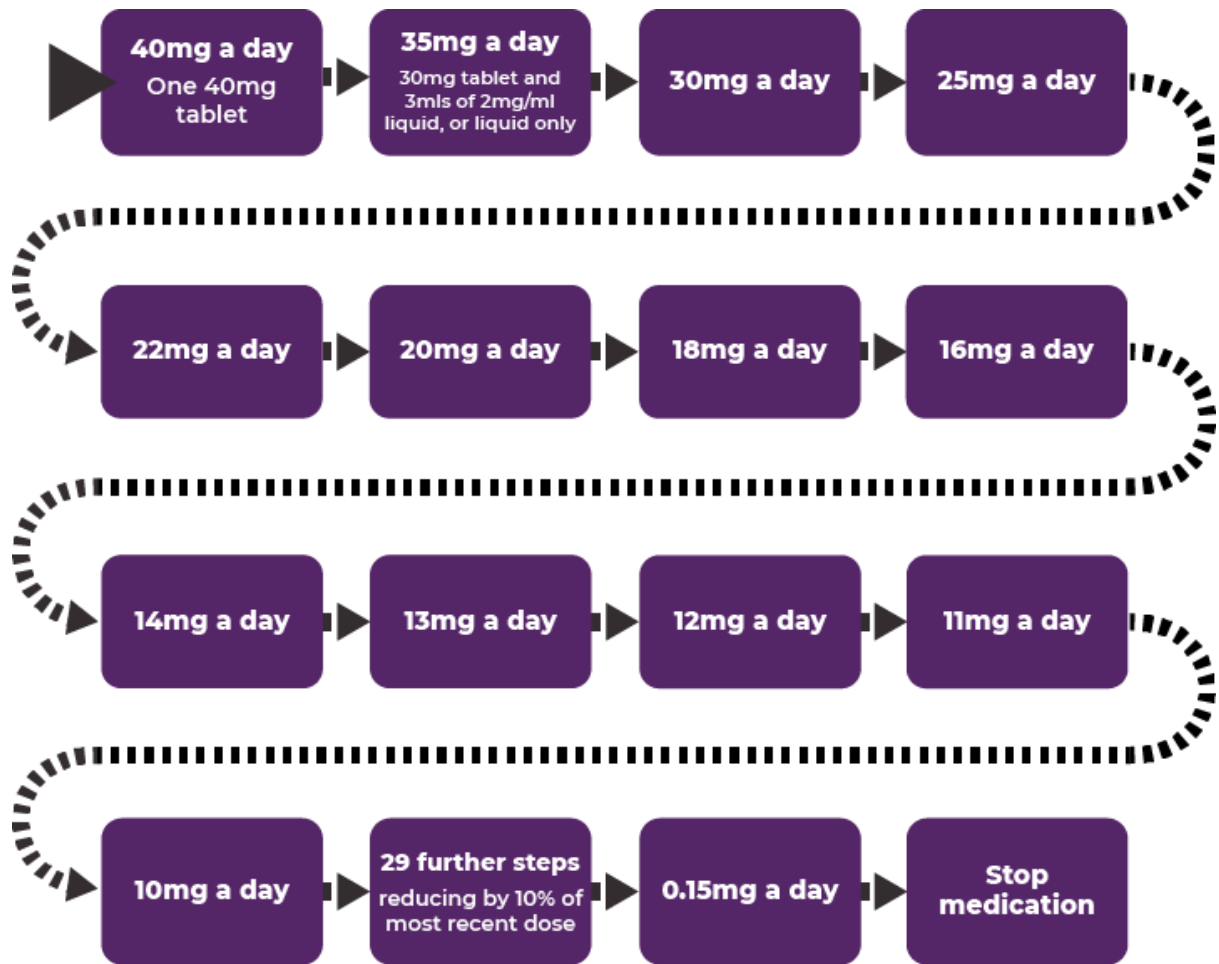 40mg a day
One 40mg
tablet
35mg a day
30mg tablet and
3mls of 2mg/ml
liquid, or liquid only
30mg a day
25mg a day
22mg a day
20mg a day
18mg a day
16mg a day
14mg a day
13mg a day
12mg a day
11mg a day
10mg a day
29 further steps
reducing by 10% of
most recent dose
0.15mg a day
Stop
medication